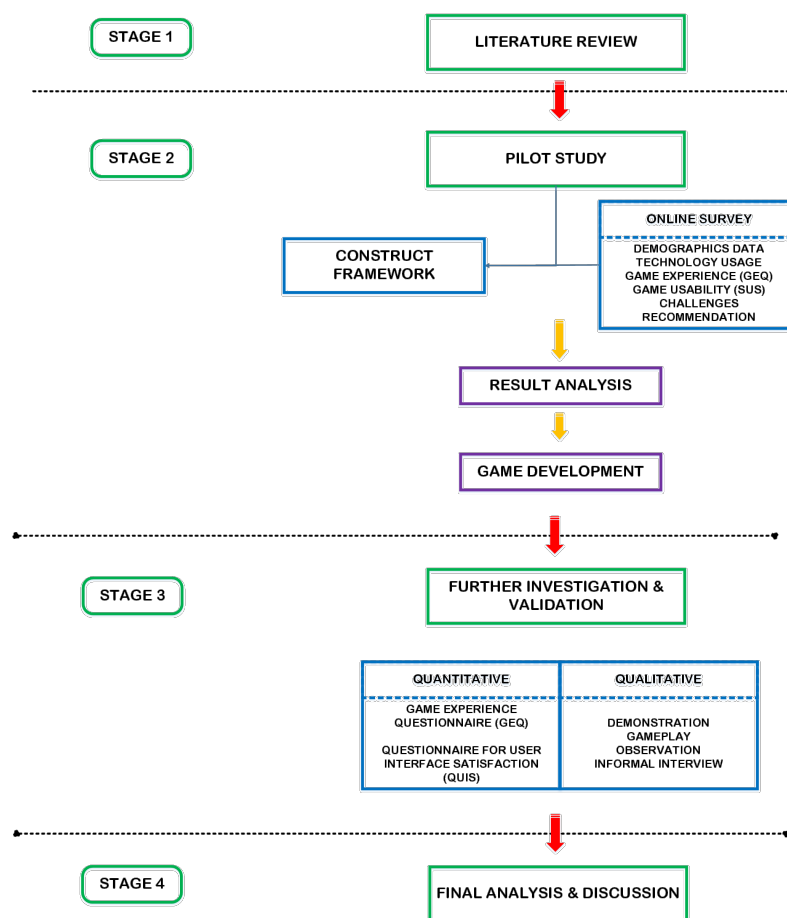 STAGE 1
LITERATURE REVIEW
STAGE 2
PILOT STUDY
ONLINE SURVEY
DEMOGRAPHICS DATA
TECHNOLOGY USAGE
GAME EXPERIENCE (GEQ)
GAME USABILITY (SUS)
CHALLENGES
RECOMMENDATION
CONSTRUCT
FRAMEWORK
RESULT ANALYSIS
GAME DEVELOPMENT
STAGE 3
FURTHER INVESTIGATION &
VALIDATION
QUANTITATIVE
GAME EXPERIENCE
QUESTIONNAIRE (GEQ)
QUESTIONNAIRE FOR USER
INTERFACE SATISFACTION
(QUIS)
QUALITATIVE
DEMONSTRATION
GAMEPLAY
OBSERVATION
INFORMAL INTERVIEW
STAGE 4
FINAL ANALYSIS & DISCUSSION